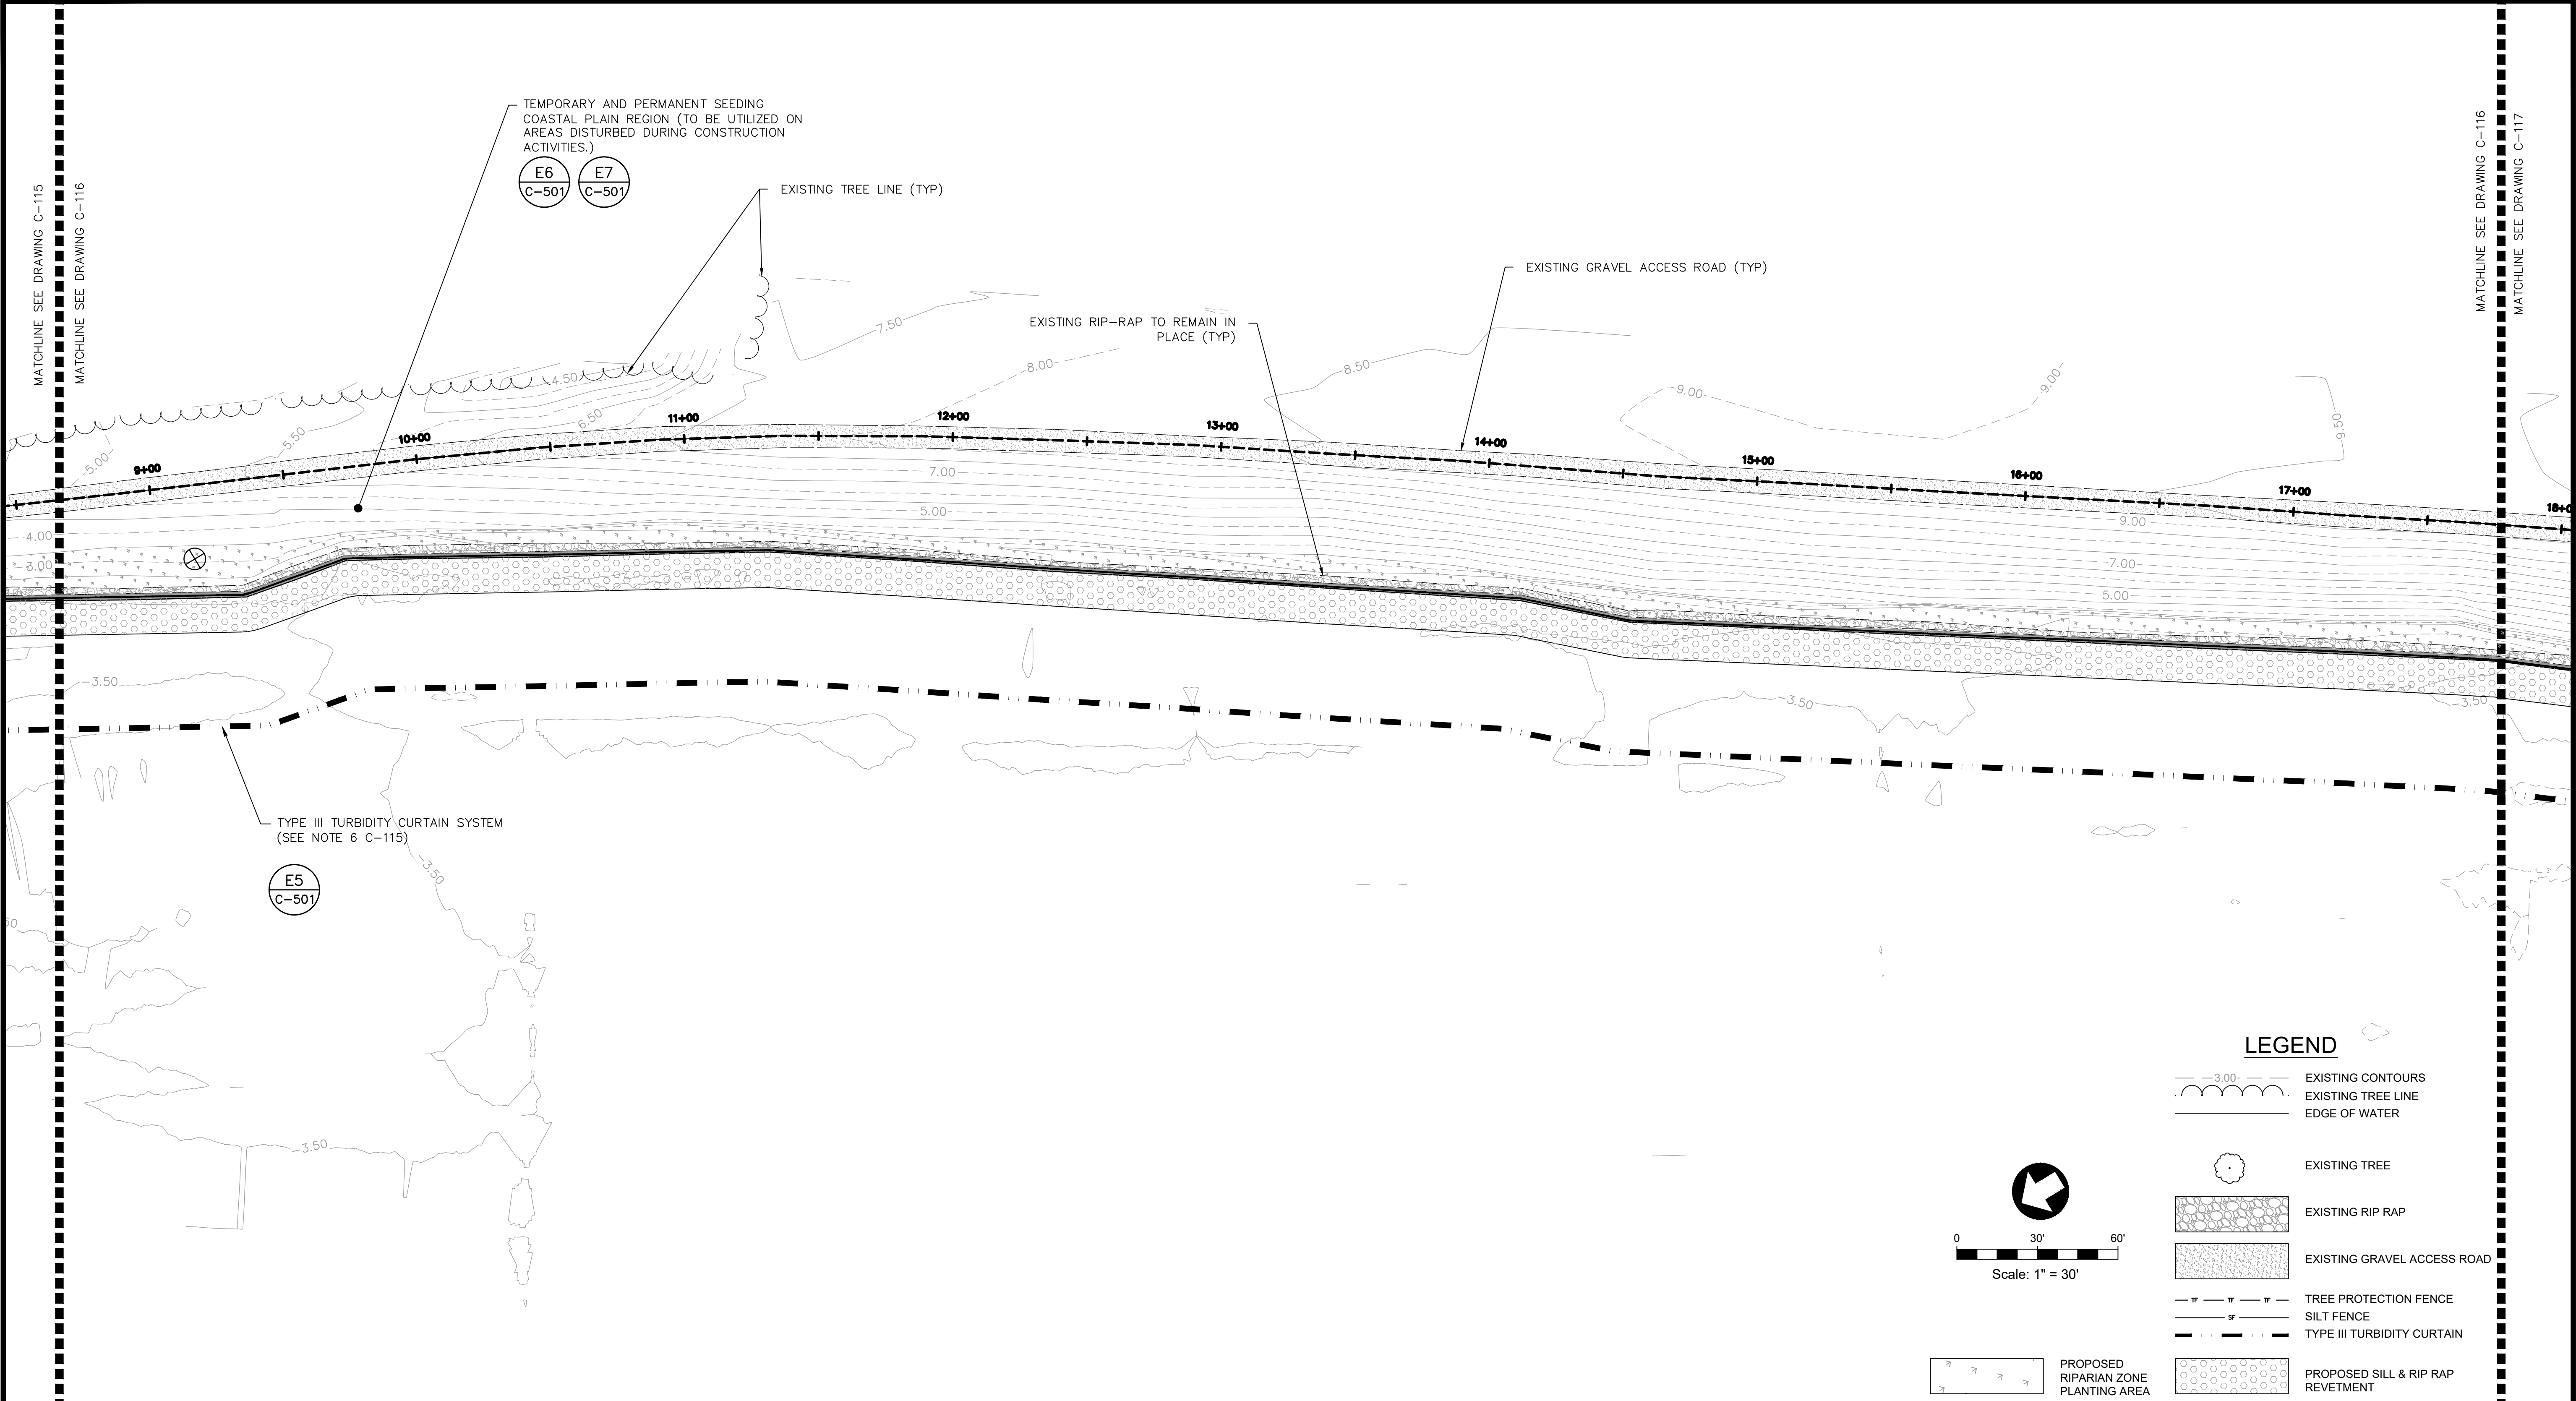 MATCHLINE SEE DRAWING C-115
MATCHLINE SEE DRAWING C-116
TEMPORARY AND PERMANENT SEEDING
COASTAL PLAIN REGION (TO BE UTILIZED ON
AREAS DISTURBED DURING CONSTRUCTION
ACTIVITIES.)
E6
C-501
E7
C-501
EXISTING TREE LINE (TYP)
EXISTING RIP-RAP TO REMAIN IN
PLACE (TYP)
EXISTING GRAVEL ACCESS ROAD (TYP)
MATCHLINE SEE DRAWING C-116
MATCHLINE SEE DRAWING C-117
7.50
8.00
8.50
9.00
9.00
9.50
4.50
6.50
5.50
5.00
9+00
10+00
11+00
12+00
13+00
14+00
15+00
16+00
17+00
7.00
5.00
4.00
3.00
9.00
7.00
5.00
-3.50
-3.50
-3.50
TYPE III TURBIDITY CURTAIN SYSTEM
(SEE NOTE 6 C-115)
E5
C-501
-3.50
-3.50
LEGEND
3.00
EXISTING CONTOURS
EXISTING TREE LINE
EDGE OF WATER
EXISTING TREE
EXISTING RIP RAP
EXISTING GRAVEL ACCESS ROAD
TF TF TF TREE PROTECTION FENCE
SF SILT FENCE
TYPE III TURBIDITY CURTAIN
0 30' 60'
Scale: 1" = 30'
PROPOSED
RIPARIAN ZONE
PLANTING AREA
PROPOSED SILL & RIP RAP
REVETMENT